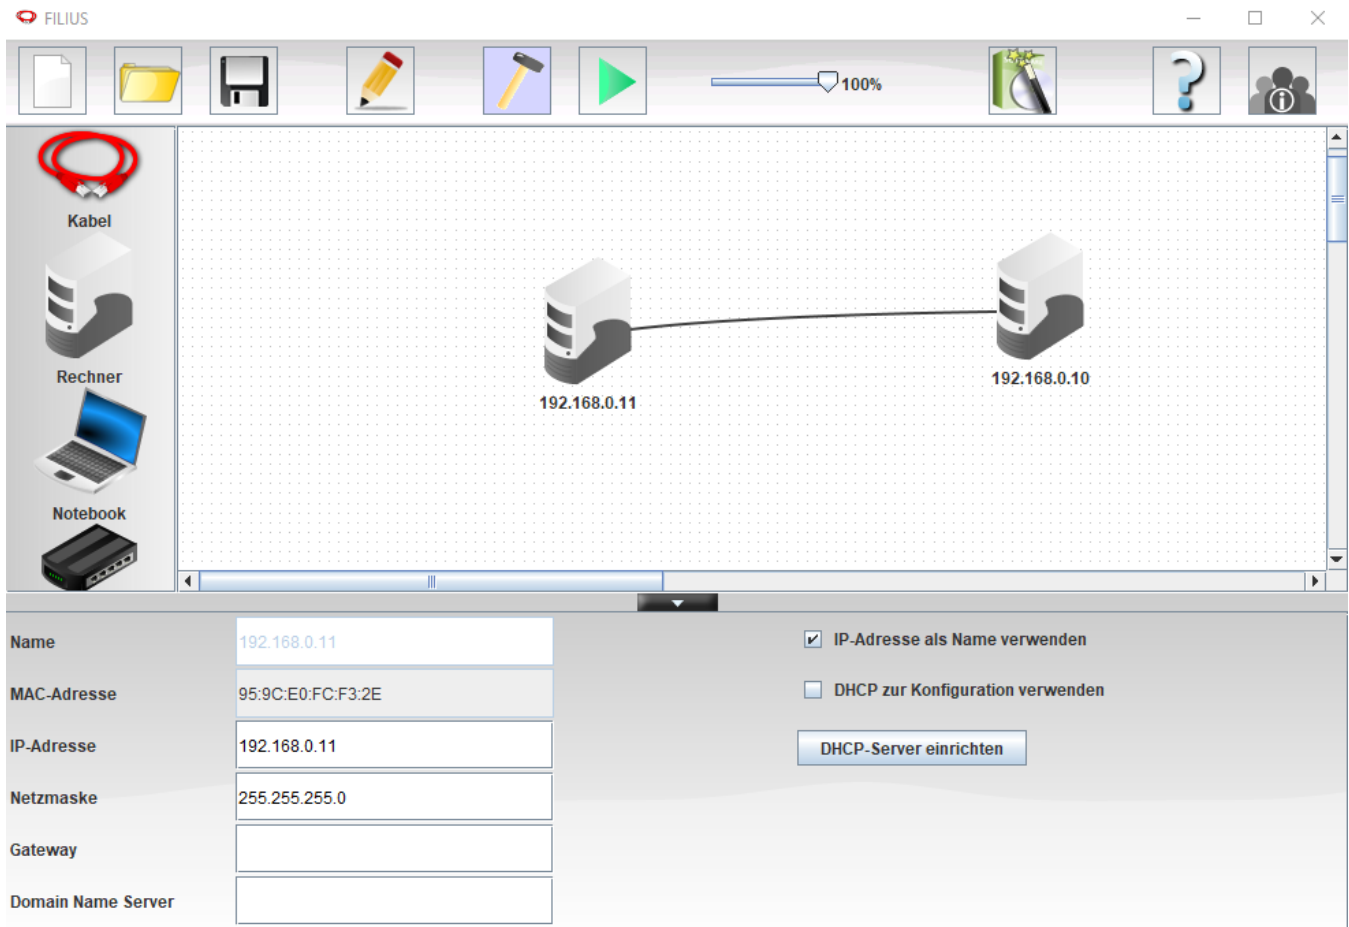 FILIUS
100%
Kabel
Rechner
Notebook
192.168.0.11
192.168.0.10
Name
192.168.0.11
IP-Adresse als Name verwenden
MAC-Adresse
95:9C:E0:FC:F3:2E
DHCP zur Konfiguration verwenden
IP-Adresse
192.168.0.11
DHCP-Server einrichten
Netzmaske
255.255.255.0
Gateway
Domain Name Server